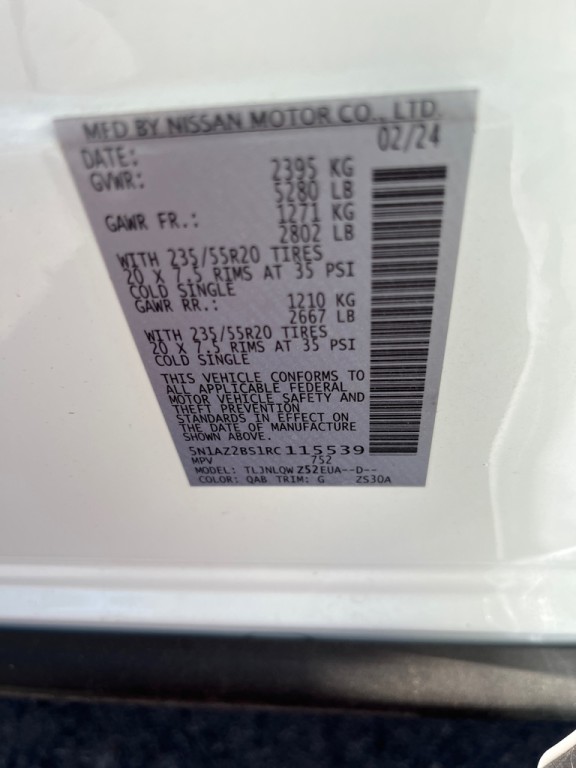 MFD BY NISSAN MOTOR CO., LTD.
DATE: 02/24
GVWR: 2395 KG
5280 LB
GAWR FR.: 1271 KG
2802 LB
WITH 235/55R20 TIRES
20 X 7.5 RIMS AT 35 PSI
COLD SINGLE
GAWR RR.: 1210 KG
2667 LB
WITH 235/55R20 TIRES
20 X 7.5 RIMS AT 35 PSI
COLD SINGLE
THIS VEHICLE CONFORMS TO
ALL APPLICABLE FEDERAL
MOTOR VEHICLE SAFETY AND
THEFT PREVENTION
STANDARDS IN EFFECT ON
THE DATE OF MANUFACTURE
SHOWN ABOVE.
5N1AZ2BS1RC 115539
MPV 752
MODEL: TLJNLQW Z52EUA--D--
COLOR: QAB TRIM: G ZS30A